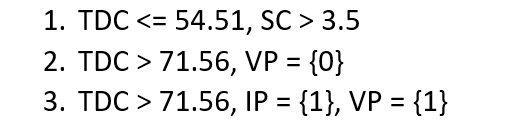 1. TDC <= 54.51, SC > 3.5
2. TDC > 71.56, VP = {0}
3. TDC > 71.56, IP = {1}, VP = {1}